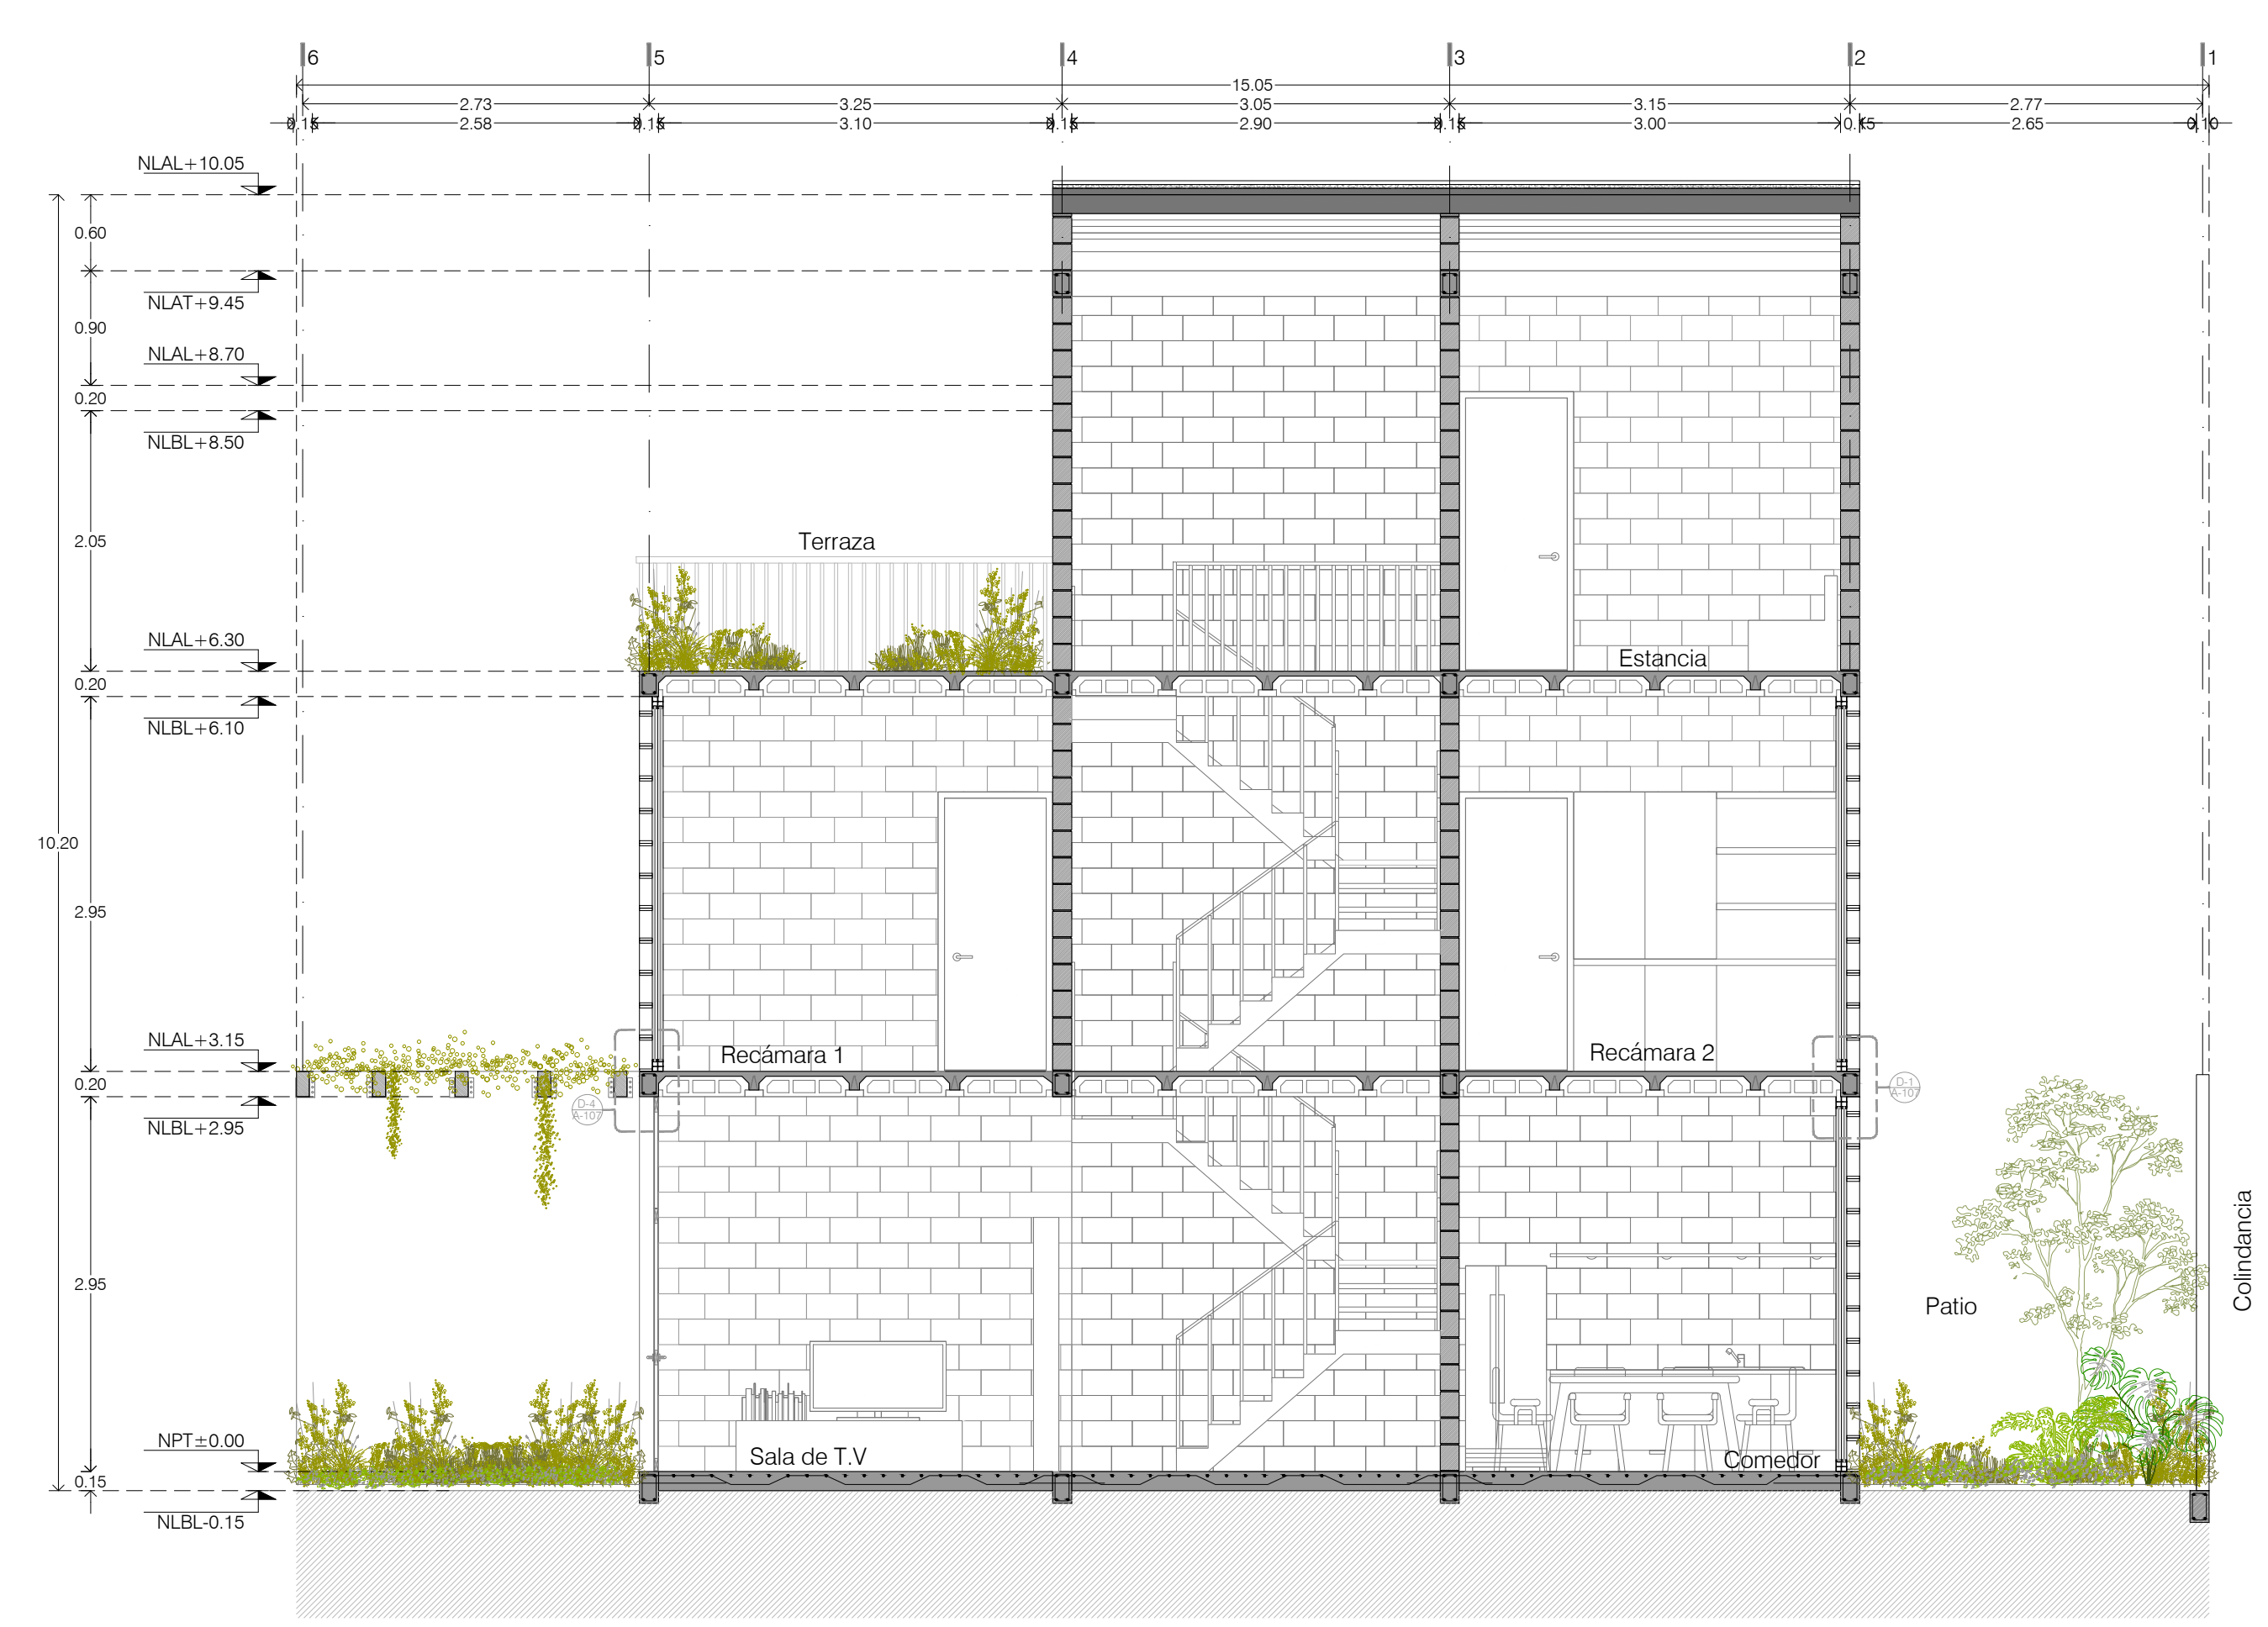 6 5 4 3 2 1
15.05
2.73 3.25 3.05 3.15 2.77
0.15 2.58 0.15 3.10 0.15 2.90 0.15 3.00 0.15 2.65 0.10
NLAL+10.05
0.60
NLAT+9.45
0.90
NLAL+8.70
0.20
NLBL+8.50
2.05
Terraza
NLAL+6.30
Estancia
0.20
NLBL+6.10
10.20
2.95
NLAL+3.15
Recámara 1
Recámara 2
0.20
D-4
A-107
D-1
A-107
NLBL+2.95
2.95
Patio
Colindancia
NPT±0.00
Sala de T.V
Comedor
0.15
NLBL-0.15